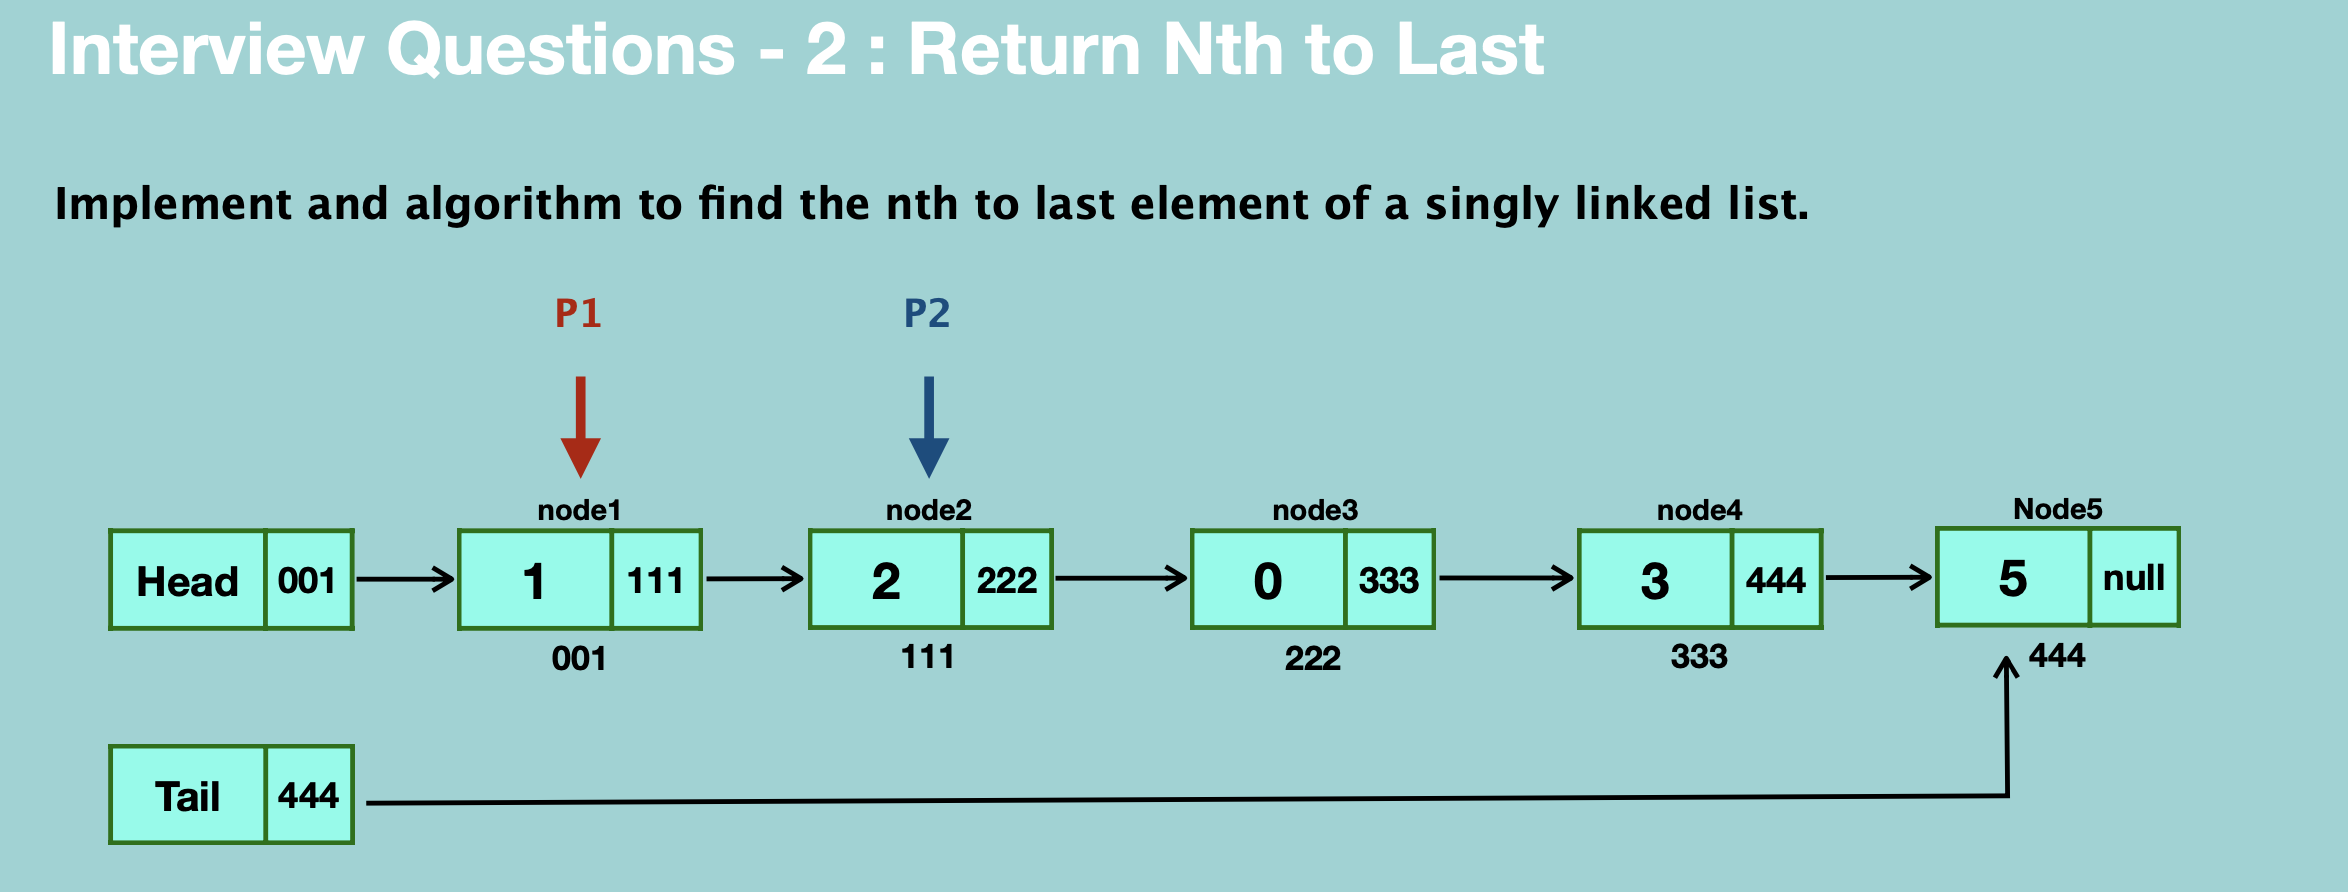 Interview Questions - 2 : Return Nth to Last
Implement and algorithm to find the nth to last element of a singly linked list.
P1 P2
node1 node2 node3 node4 Node5
Head 001 1 111 2 222 0 333 3 444 5 null
001 111 222 333 444
Tail 444